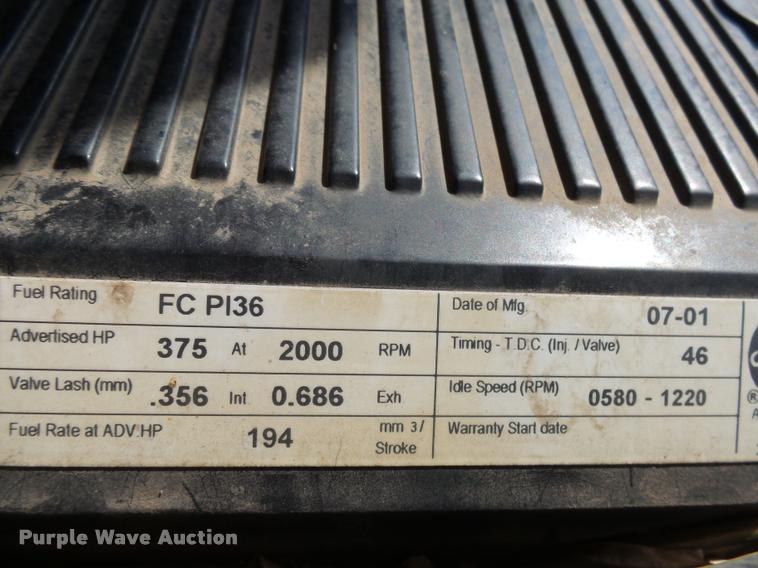 Fuel Rating FC PI36
Advertised HP 375 At 2000 RPM
Valve Lash (mm) .356 Int 0.686 Exh
Fuel Rate at ADV.HP 194 mm 3/
Stroke
Date of Mfg. 07-01
Timing - T.D.C. (Inj. / Valve) 46
Idle Speed (RPM) 0580 - 1220
Warranty Start date
Purple Wave Auction